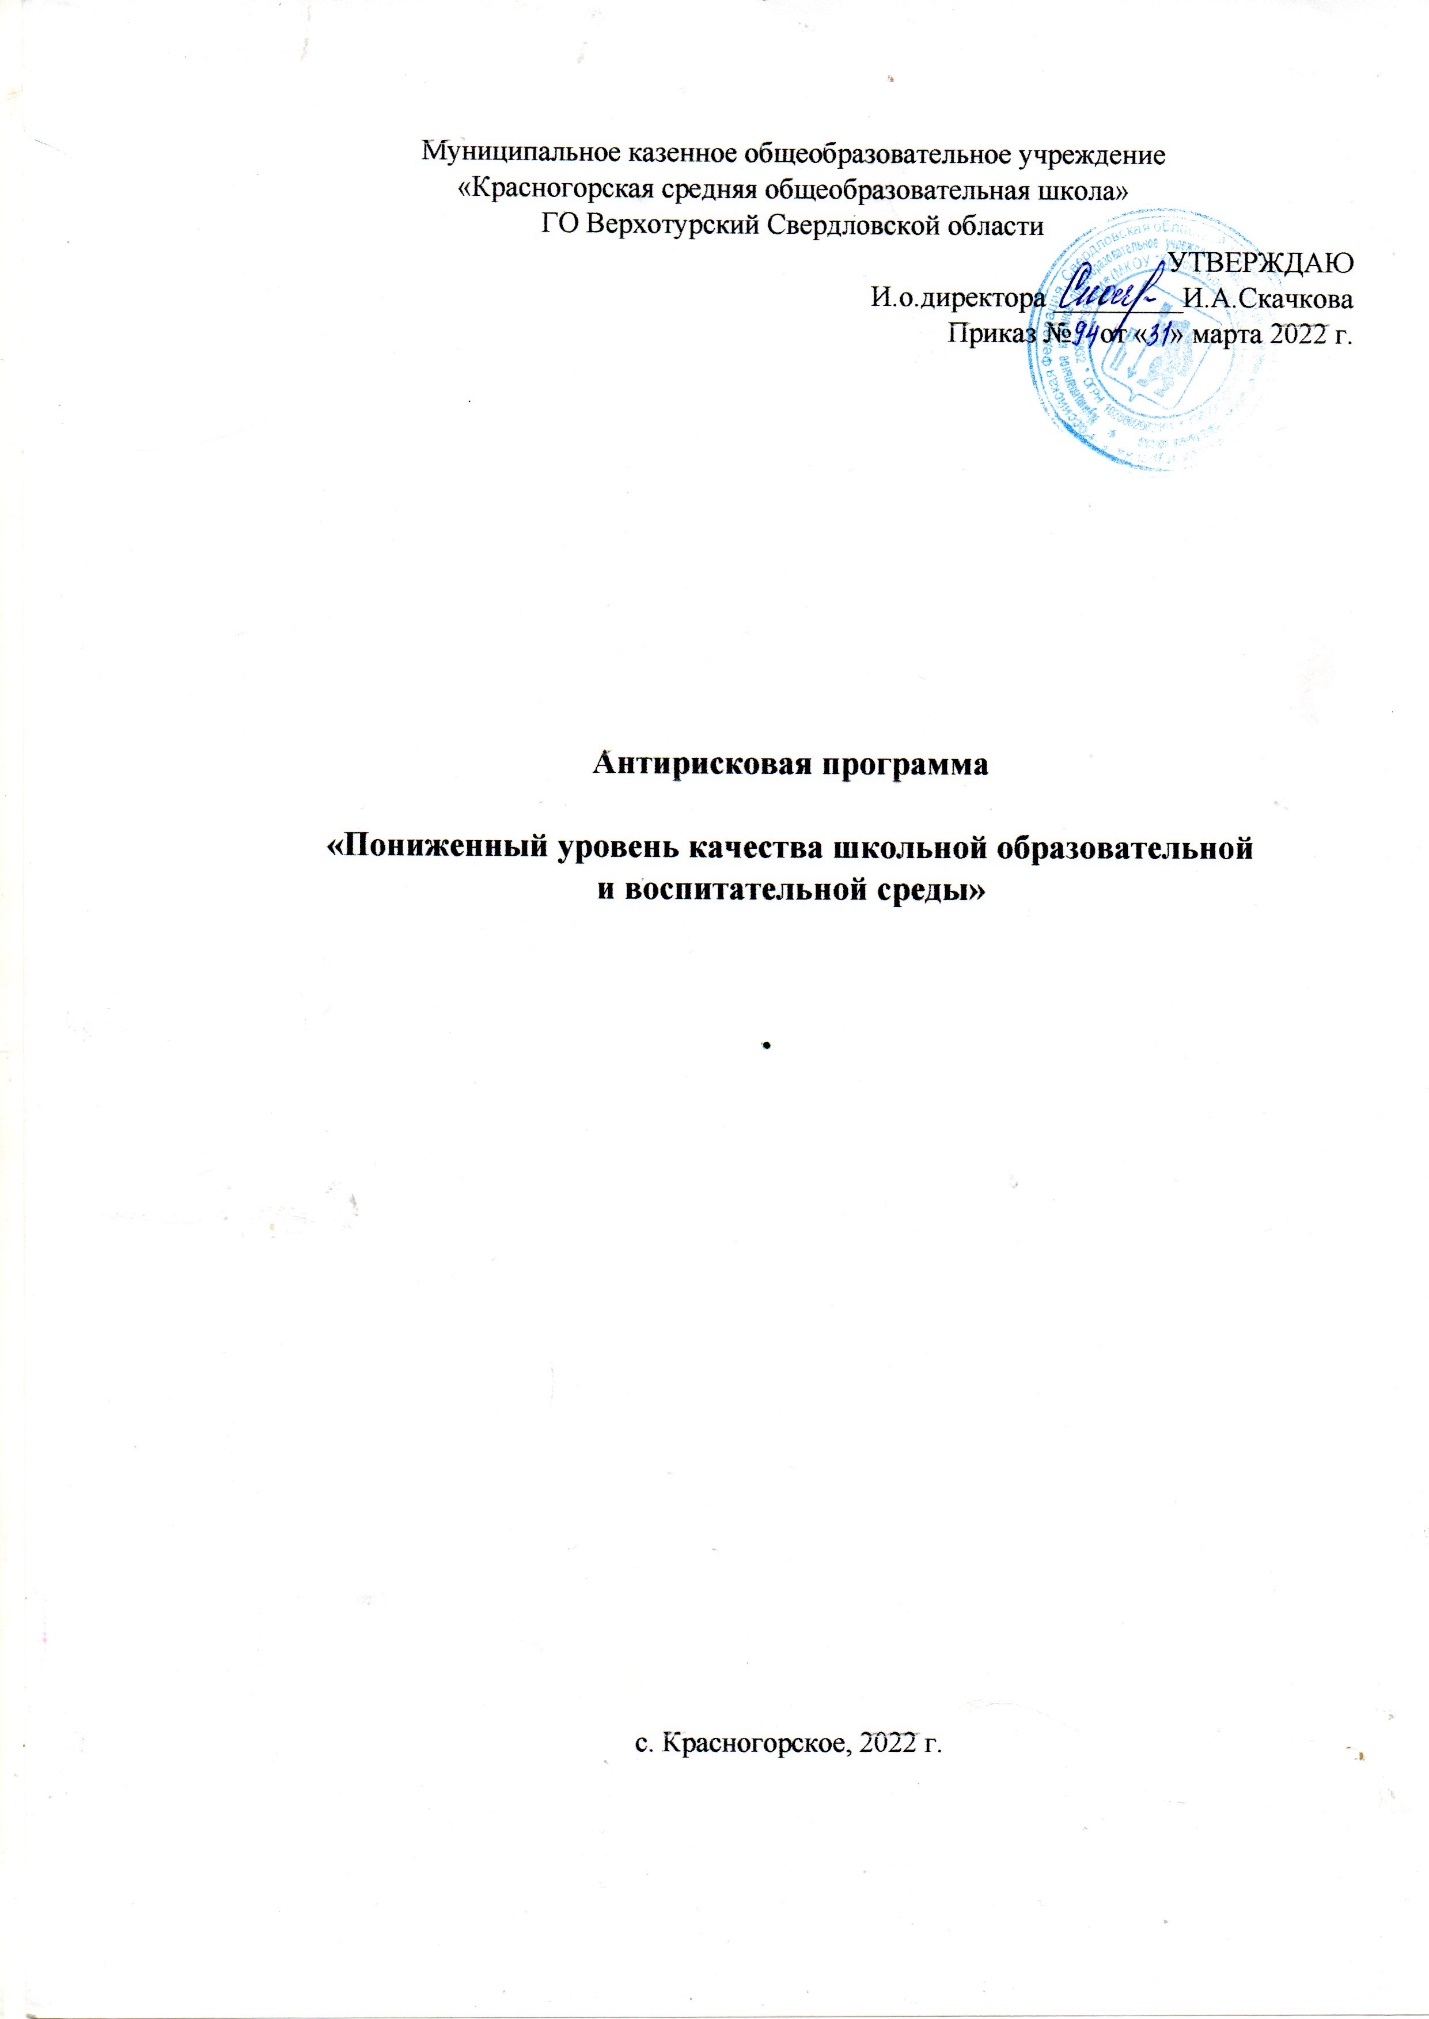 Муниципальное казенное общеобразовательное учреждение
«Красногорская средняя общеобразовательная школа»
ГО Верхотурский Свердловской области
УТВЕРЖДАЮ
И.о.директора _________И.А.Скачкова
Приказ №94 от «31» марта 2022 г.
Антирисковая программа
«Пониженный уровень качества школьной образовательной
и воспитательной среды»
с. Красногорское, 2022 г.